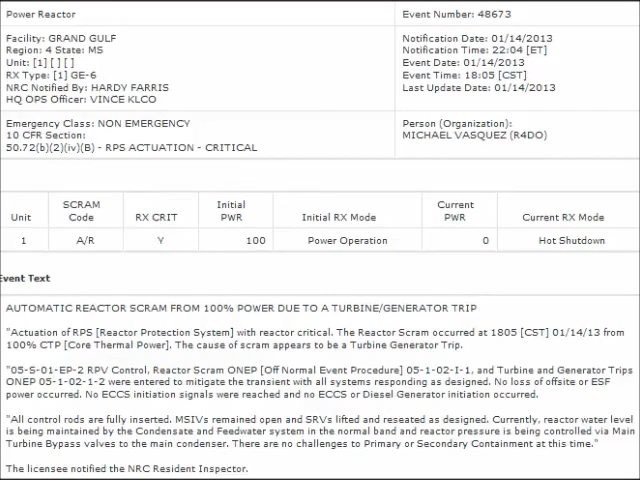 Power Reactor
Event Number: 48673
Facility: GRAND GULF
Region: 4 State: MS
Unit: [1] [ ] [ ]
RX Type: [1] GE-6
NRC Notified By: HARDY FARRIS
HQ OPS Officer: VINCE KLCO
Notification Date: 01/14/2013
Notification Time: 22:04 [ET]
Event Date: 01/14/2013
Event Time: 18:05 [CST]
Last Update Date: 01/14/2013
Emergency Class: NON EMERGENCY
10 CFR Section:
50.72(b)(2)(iv)(B) - RPS ACTUATION - CRITICAL
Person (Organization):
MICHAEL VASQUEZ (R4DO)
Unit SCRAM Code RX CRIT Initial PWR Initial RX Mode Current PWR Current RX Mode
1 A/R Y 100 Power Operation 0 Hot Shutdown
Event Text
AUTOMATIC REACTOR SCRAM FROM 100% POWER DUE TO A TURBINE/GENERATOR TRIP
"Actuation of RPS [Reactor Protection System] with reactor critical. The Reactor Scram occurred at 1805 [CST] 01/14/13 from
100% CTP [Core Thermal Power]. The cause of scram appears to be a Turbine Generator Trip.
"05-S-01-EP-2 RPV Control, Reactor Scram ONEP [Off Normal Event Procedure] 05-1-02-I-1, and Turbine and Generator Trips
ONEP 05-1-02-1-2 were entered to mitigate the transient with all systems responding as designed. No loss of offsite or ESF
power occurred. No ECCS initiation signals were reached and no ECCS or Diesel Generator initiation occurred.
"All control rods are fully inserted. MSIVs remained open and SRVs lifted and reseated as designed. Currently, reactor water level
is being maintained by the Condensate and Feedwater system in the normal band and reactor pressure is being controlled via Main
Turbine Bypass valves to the main condenser. There are no challenges to Primary or Secondary Containment at this time."
The licensee notified the NRC Resident Inspector.